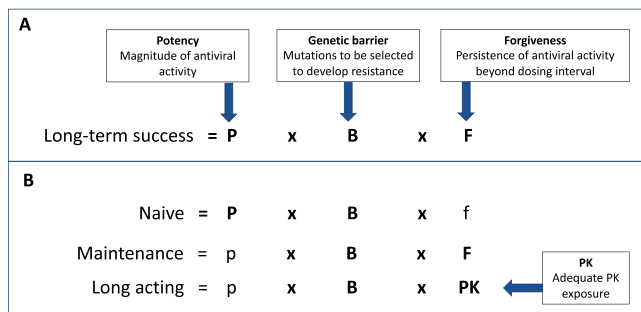 A
Potency
Magnitude of antiviral
activity
Genetic barrier
Mutations to be selected
to develop resistance
Forgiveness
Persistence of antiviral activity
beyond dosing interval
Long-term success = P x B x F
B
Naive = P x B x f
Maintenance = p x B x F
Long acting = p x B x PK
PK
Adequate PK
exposure